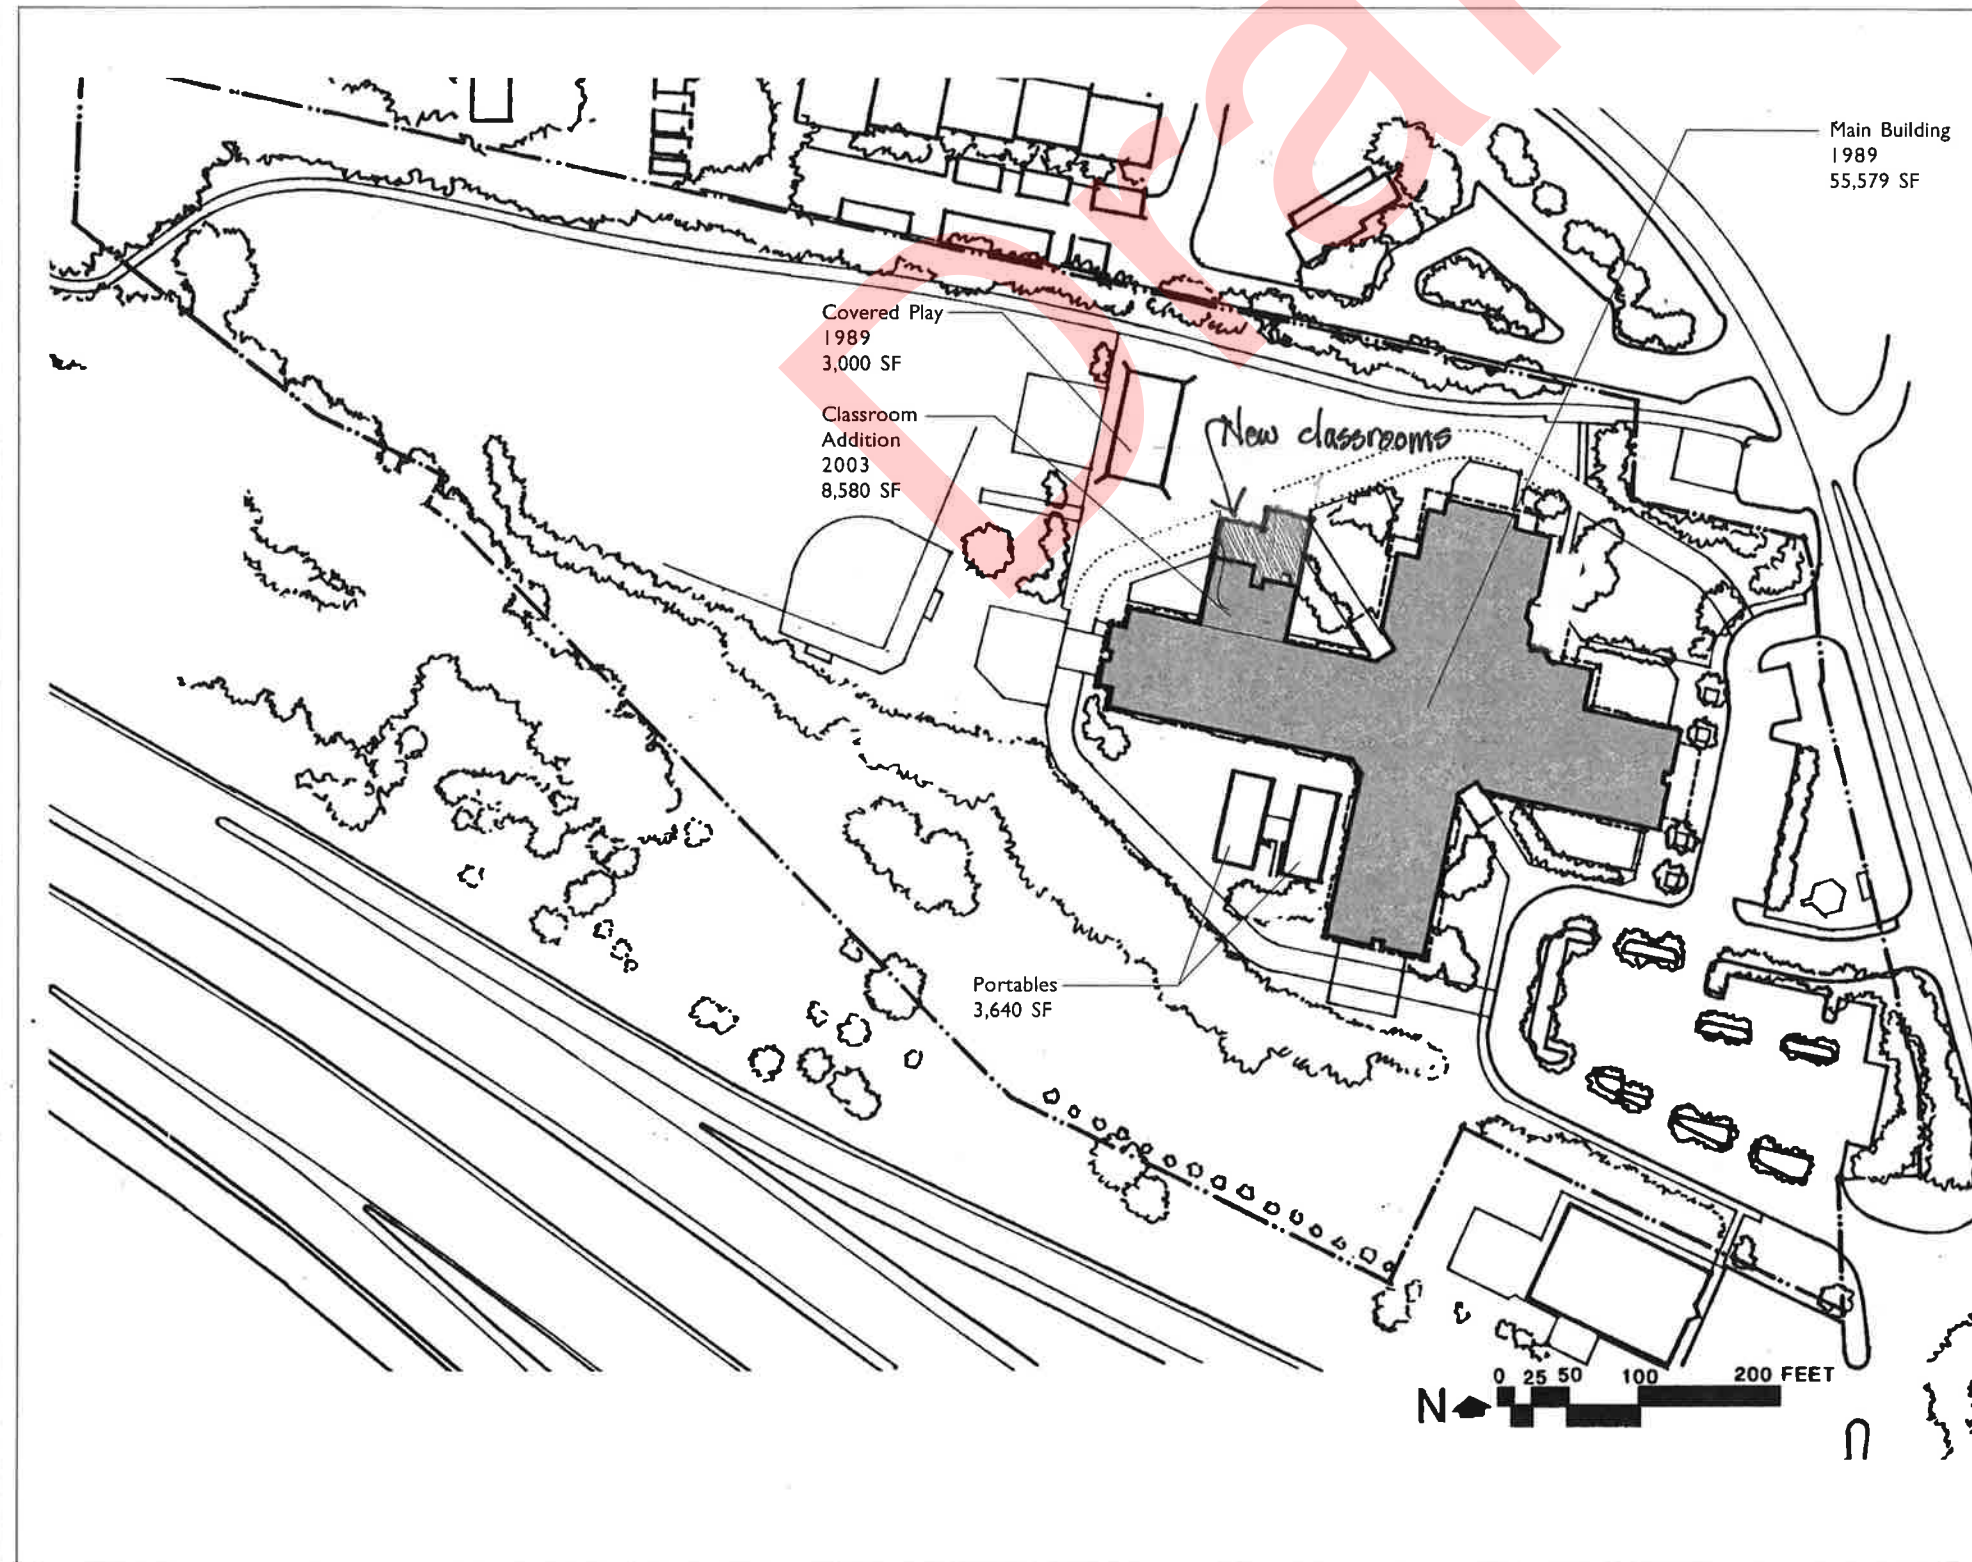 Main Building
1989
55,579 SF
Covered Play
1989
3,000 SF
Classroom
Addition
2003
8,580 SF
New classrooms
Portables
3,640 SF
0 25 50 100 200 FEET
N